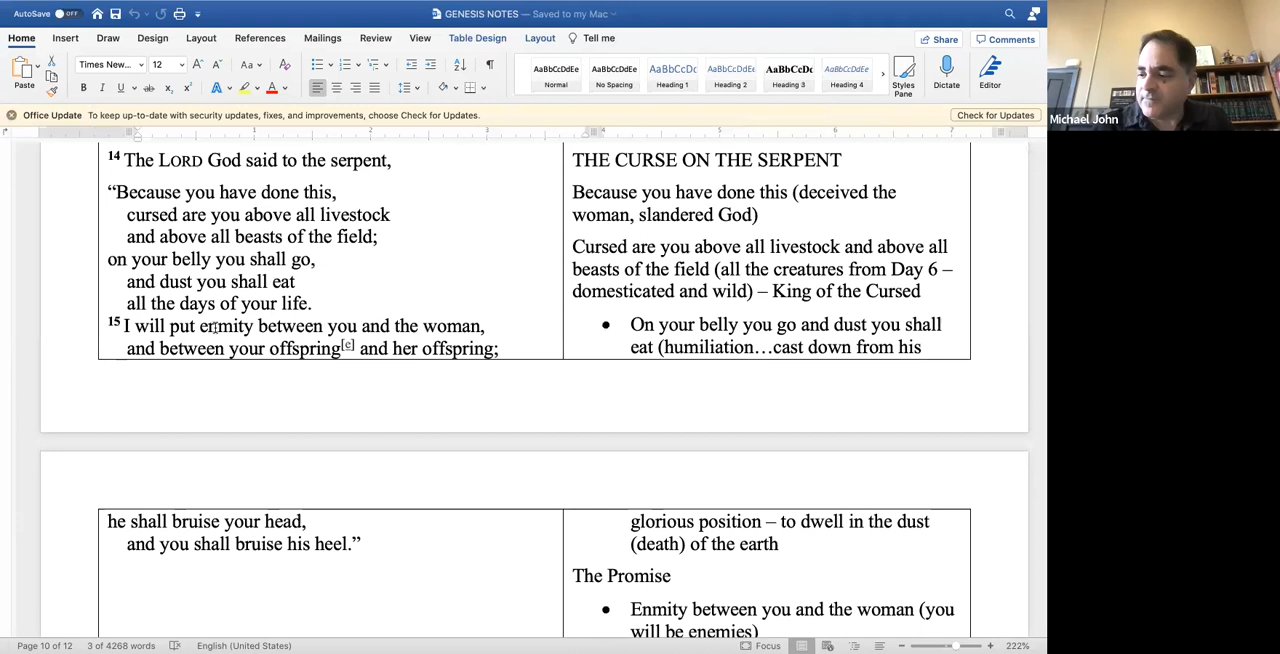 AutoSave OFF
GENESIS NOTES — Saved to my Mac
Home Insert Draw Design Layout References Mailings Review View Table Design Layout Tell me
Share Comments
Paste
Times New... 12
Aa
B I U ab x₂ x² A A
AaBbCcDdEe AaBbCcDdEe AaBbCcDc AaBbCcDdEe AaBbCcDc AaBbCcDdEe
Normal No Spacing Heading 1 Heading 2 Heading 3 Heading 4
Styles Pane
Dictate
Editor
Office Update To keep up-to-date with security updates, fixes, and improvements, choose Check for Updates.
Check for Updates
Michael John
1 2 3 4 5 6 7
14 The LORD God said to the serpent,
“Because you have done this,
cursed are you above all livestock
and above all beasts of the field;
on your belly you shall go,
and dust you shall eat
all the days of your life.
15 I will put enmity between you and the woman,
and between your offspring[e] and her offspring;
he shall bruise your head,
and you shall bruise his heel.”
THE CURSE ON THE SERPENT
Because you have done this (deceived the
woman, slandered God)
Cursed are you above all livestock and above all
beasts of the field (all the creatures from Day 6 –
domesticated and wild) – King of the Cursed
• On your belly you go and dust you shall
eat (humiliation…cast down from his
glorious position – to dwell in the dust
(death) of the earth
The Promise
• Enmity between you and the woman (you
will be enemies)
Page 10 of 12 3 of 4268 words English (United States)
Focus
222%